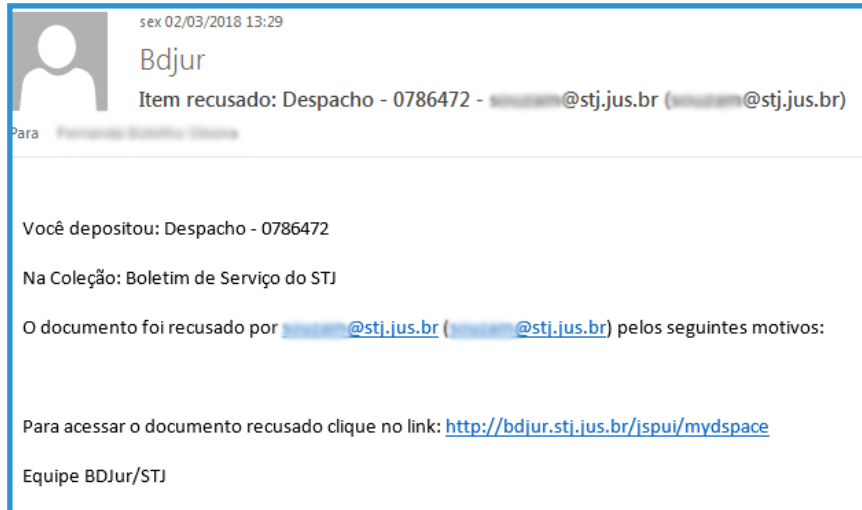 sex 02/03/2018 13:29
Bdjur
Item recusado: Despacho - 0786472 - @stj.jus.br (@stj.jus.br)
Para
Você depositou: Despacho - 0786472
Na Coleção: Boletim de Serviço do STJ
O documento foi recusado por @stj.jus.br (@stj.jus.br) pelos seguintes motivos:
Para acessar o documento recusado clique no link: http://bdjur.stj.jus.br/jspui/mydspace
Equipe BDJur/STJ